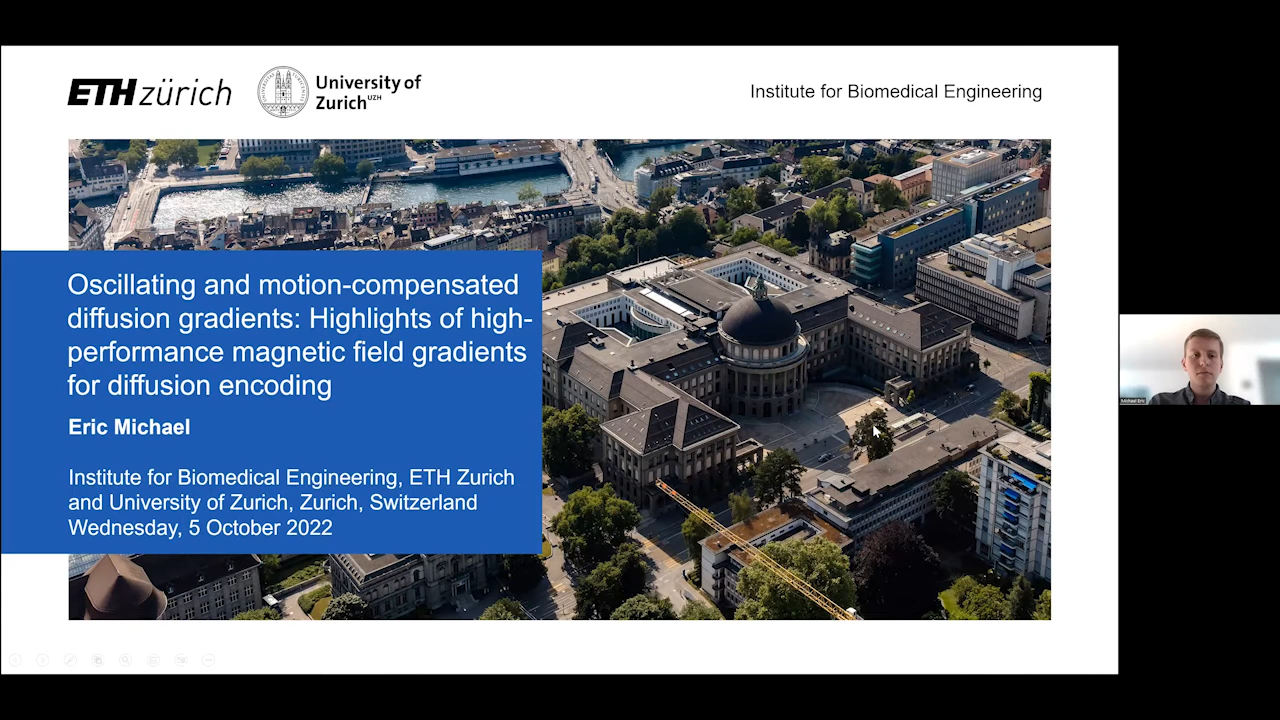 ETH zürich
University of
Zurich UZH
Institute for Biomedical Engineering
Oscillating and motion-compensated
diffusion gradients: Highlights of high-
performance magnetic field gradients
for diffusion encoding
Eric Michael
Institute for Biomedical Engineering, ETH Zurich
and University of Zurich, Zurich, Switzerland
Wednesday, 5 October 2022
Michael Eric